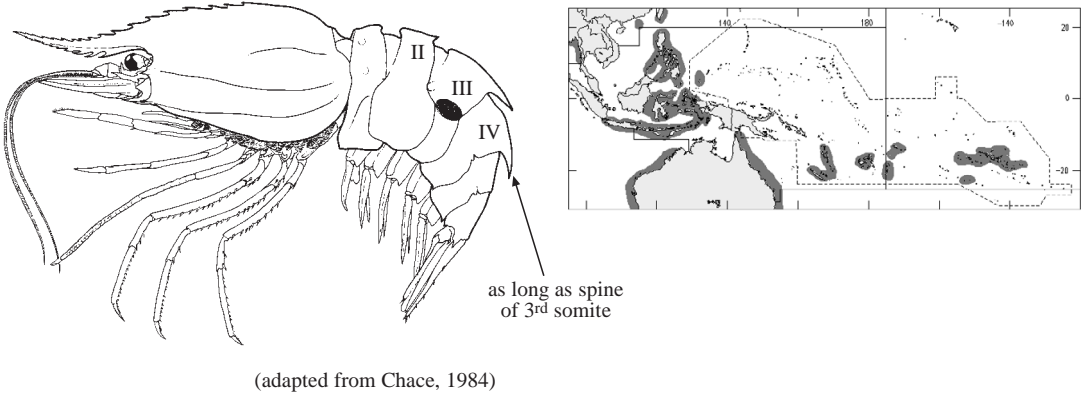 II
III
IV
as long as spine
of 3rd somite
(adapted from Chace, 1984)
140 180 -140
20
0
-20